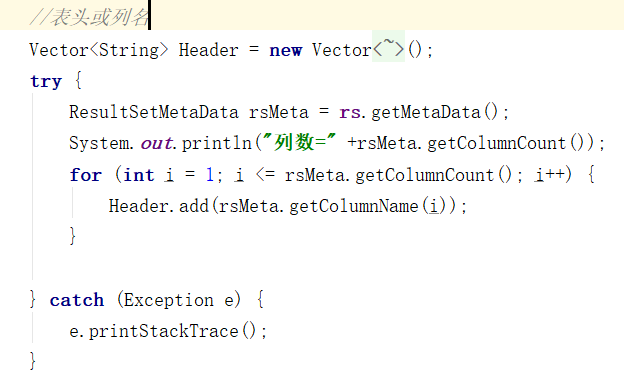 //表头或列名
Vector<String> Header = new Vector<~>();
try {
ResultSetMetaData rsMeta = rs.getMetaData();
System.out.println("列数=" +rsMeta.getColumnCount());
for (int i = 1; i <= rsMeta.getColumnCount(); i++) {
Header.add(rsMeta.getColumnName(i));
}
} catch (Exception e) {
e.printStackTrace();
}